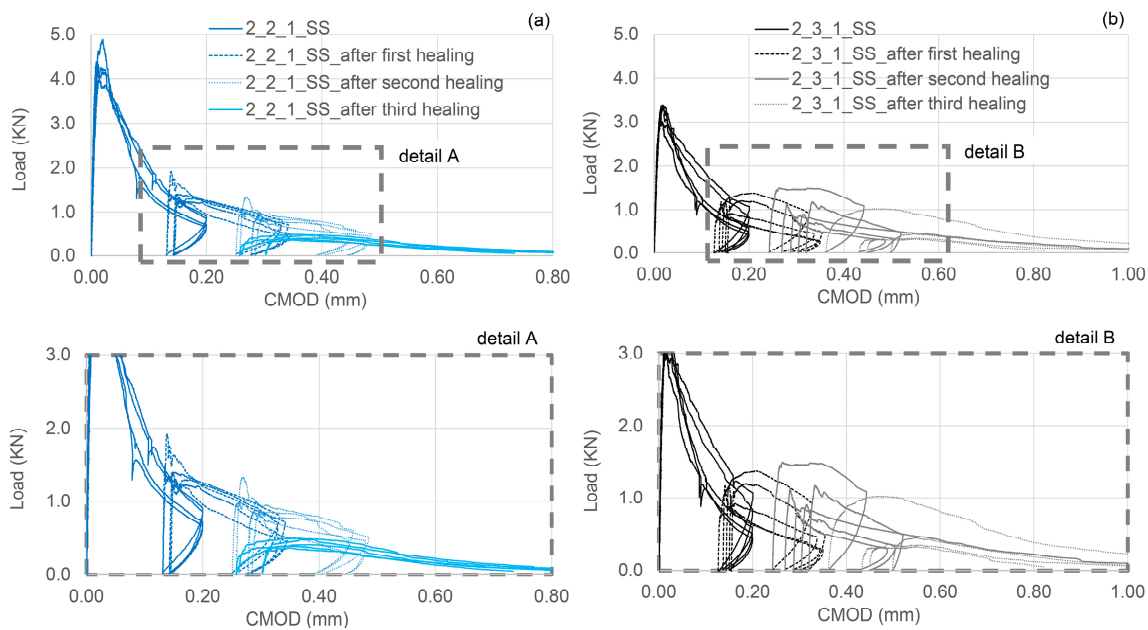 (a)
2_2_1_SS
2_2_1_SS_after first healing
2_2_1_SS_after second healing
2_2_1_SS_after third healing
5.0
4.0
3.0
2.0
1.0
0.0
Load (KN)
detail A
0.00
0.20
0.40
0.60
0.80
CMOD (mm)
(b)
2_3_1_SS
2_3_1_SS_after first healing
2_3_1_SS_after second healing
2_3_1_SS_after third healing
5.0
4.0
3.0
2.0
1.0
0.0
Load (KN)
detail B
0.00
0.20
0.40
0.60
0.80
1.00
CMOD (mm)
detail A
3.0
2.0
1.0
0.0
Load (KN)
0.00
0.20
0.40
0.60
0.80
CMOD (mm)
detail B
3.0
2.0
1.0
0.0
Load (KN)
0.00
0.20
0.40
0.60
0.80
1.00
CMOD (mm)